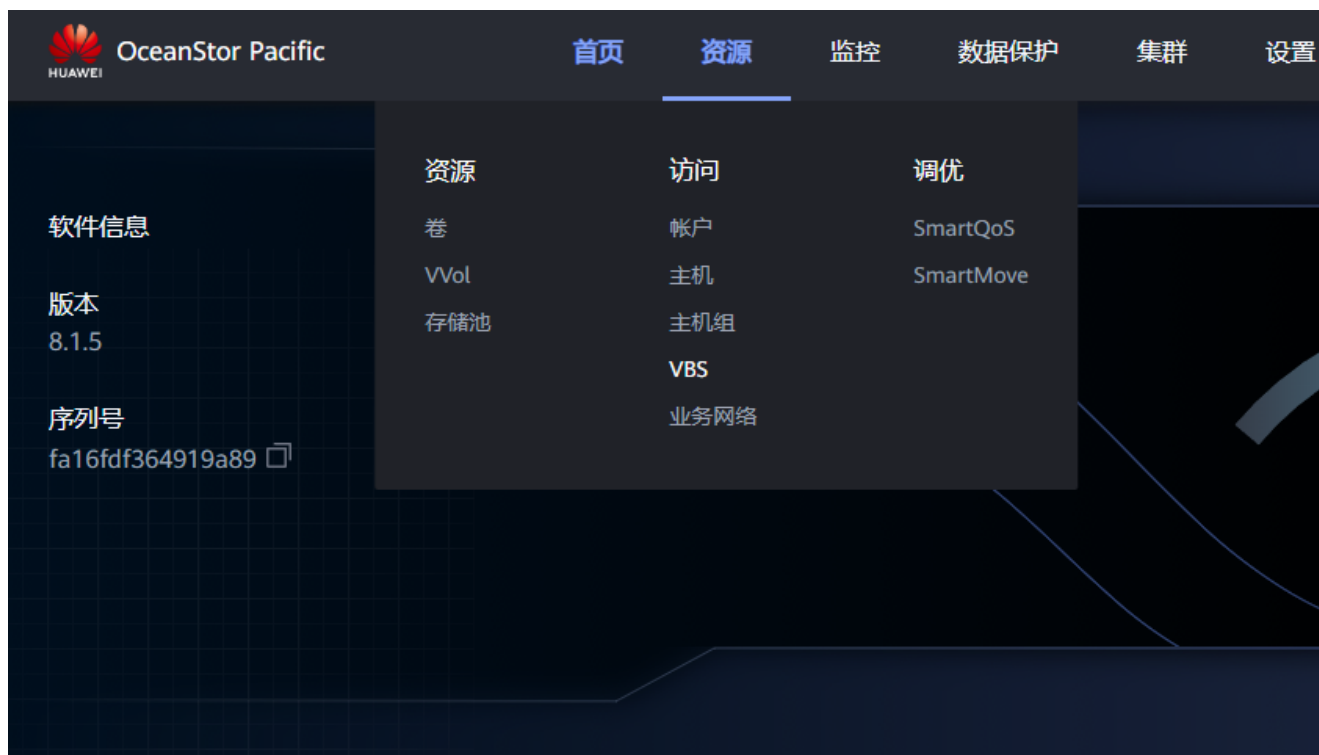 HUAWEI
OceanStor Pacific
首页 资源 监控 数据保护 集群 设置
资源
卷
VVol
存储池
访问
帐户
主机
主机组
VBS
业务网络
调优
SmartQoS
SmartMove
软件信息
版本
8.1.5
序列号
fa16fdf364919a89